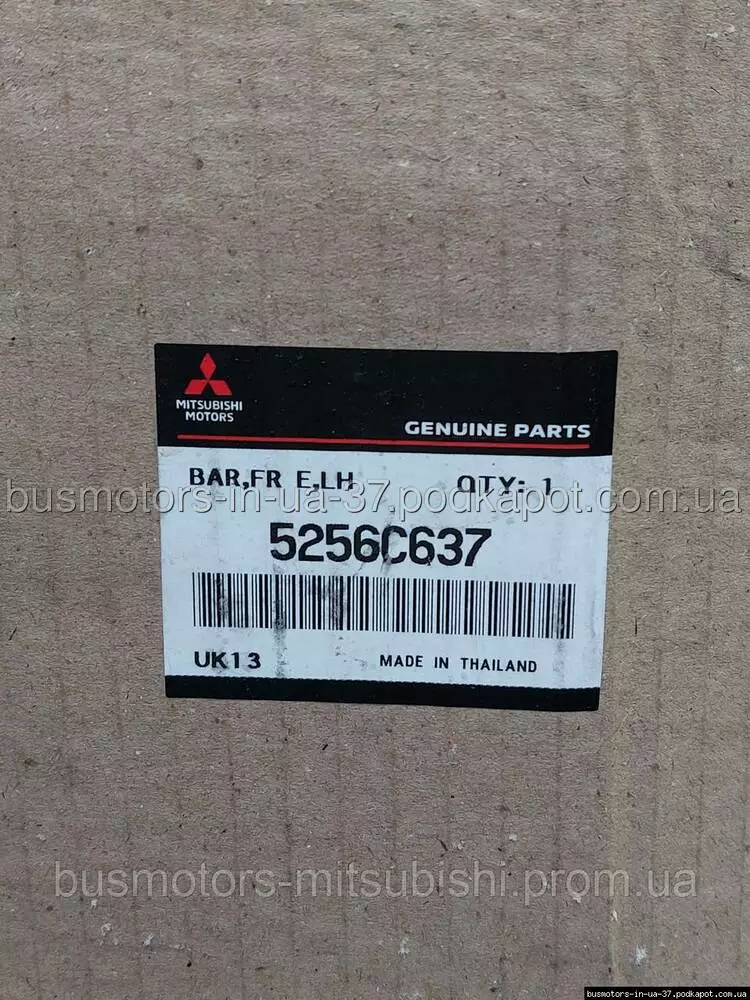 MITSUBISHI
MOTORS
GENUINE PARTS
BAR,FR E,LH QTY: 1
busmotors-in-ua-37.podkapot.com.ua
5256C637
UK13 MADE IN THAILAND
busmotors-mitsubishi.prom.ua
busmotors-in-ua-37.podkapot.com.ua